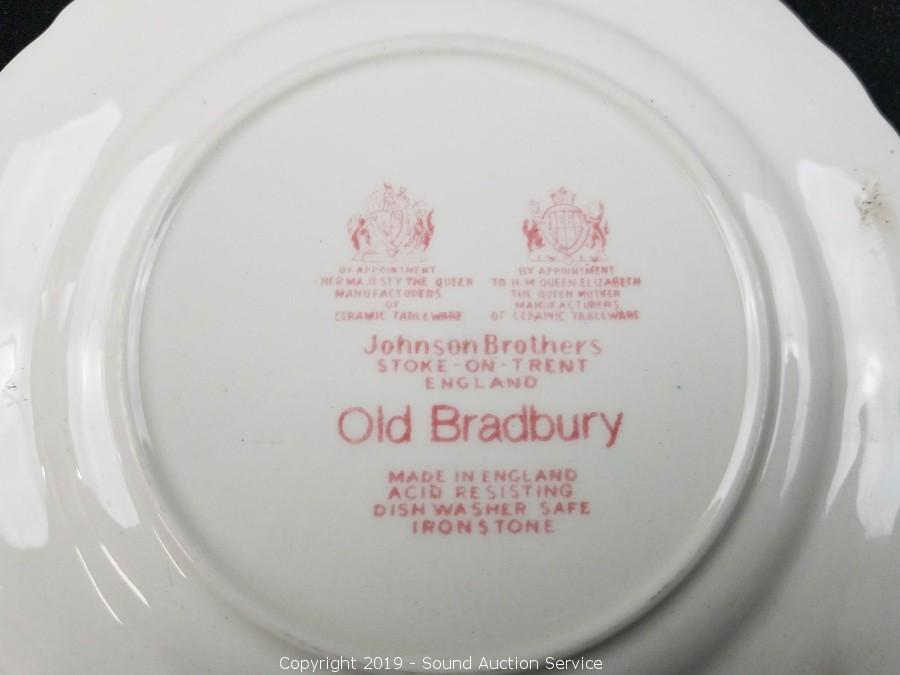 BY APPOINTMENT
HER MAJESTY THE QUEEN
MANUFACTURERS
OF
CERAMIC TABLEWARE
BY APPOINTMENT
TO H.M QUEEN ELIZABETH
THE QUEEN MOTHER
MANUFACTURERS
OF CERAMIC TABLEWARE
Johnson Brothers
STOKE-ON-TRENT
ENGLAND
Old Bradbury
MADE IN ENGLAND
ACID RESISTING
DISH WASHER SAFE
IRONSTONE
Copyright 2019 - Sound Auction Service